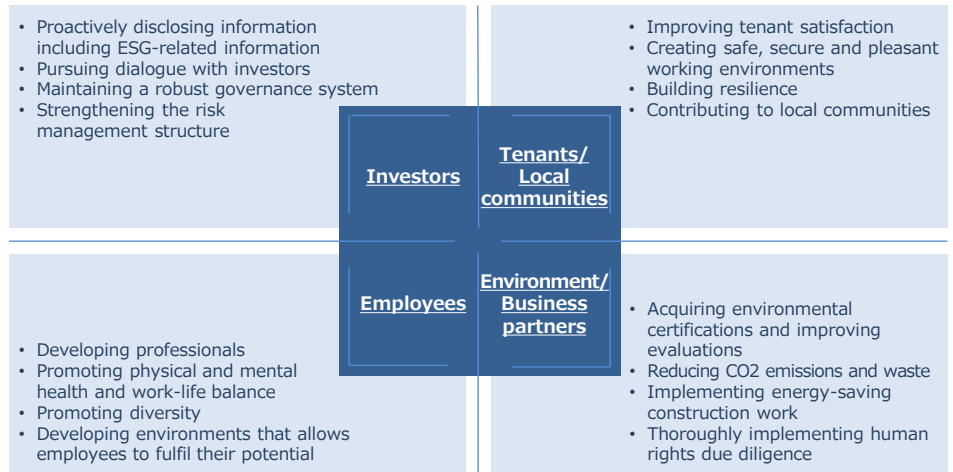 • Proactively disclosing information
including ESG-related information
• Pursuing dialogue with investors
• Maintaining a robust governance system
• Strengthening the risk
management structure
• Improving tenant satisfaction
• Creating safe, secure and pleasant
working environments
• Building resilience
• Contributing to local communities
Investors
Tenants/
Local
communities
Employees
Environment/
Business
partners
• Developing professionals
• Promoting physical and mental
health and work-life balance
• Promoting diversity
• Developing environments that allows
employees to fulfil their potential
• Acquiring environmental
certifications and improving
evaluations
• Reducing CO2 emissions and waste
• Implementing energy-saving
construction work
• Thoroughly implementing human
rights due diligence